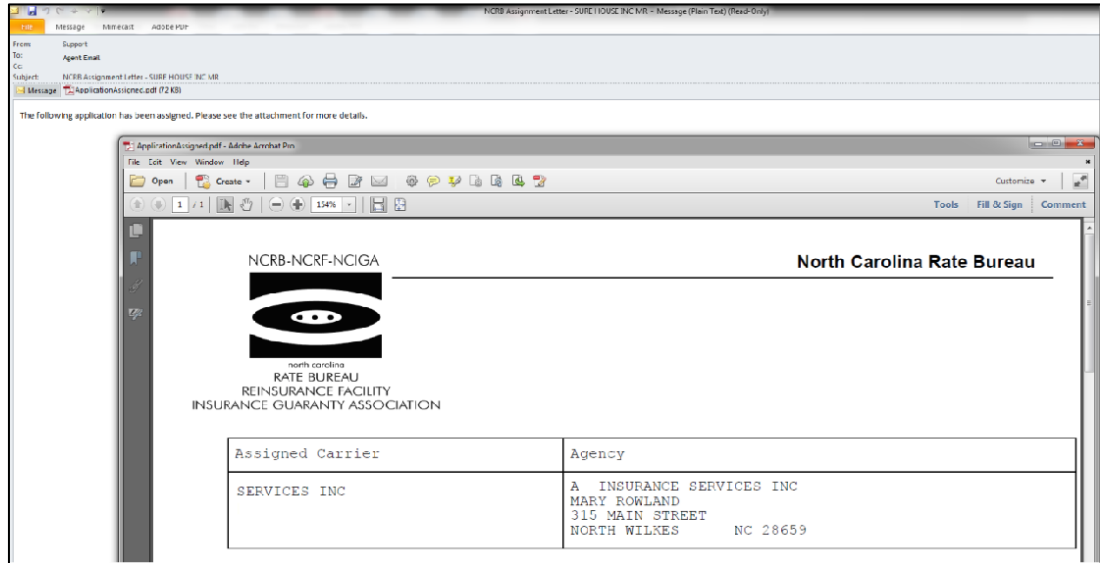 NCRB Assignment Letter - SURE HOUSE INC MR - Message (Plain Text) (Read-Only)
File Message Mimecast Adobe PDF
From: Support
To: Agent Email
Cc:
Subject: NCRB Assignment Letter - SURE HOUSE INC MR
Message ApplicationAssigned.pdf (72 KB)
The following application has been assigned. Please see the attachment for more details.
ApplicationAssigned.pdf - Adobe Acrobat Pro
File Edit View Window Help
Open Create Customize
1 / 1 154% Tools Fill & Sign Comment
NCRB-NCRF-NCIGA
North Carolina Rate Bureau
north carolina
RATE BUREAU
REINSURANCE FACILITY
INSURANCE GUARANTY ASSOCIATION
Assigned Carrier Agency
SERVICES INC A INSURANCE SERVICES INC
MARY ROWLAND
315 MAIN STREET
NORTH WILKES NC 28659